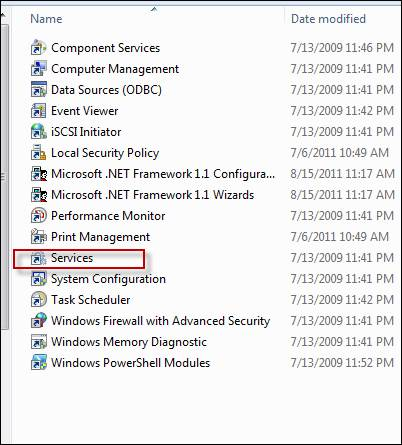 Name Date modified
Component Services 7/13/2009 11:46 PM
Computer Management 7/13/2009 11:41 PM
Data Sources (ODBC) 7/13/2009 11:41 PM
Event Viewer 7/13/2009 11:42 PM
iSCSI Initiator 7/13/2009 11:41 PM
Local Security Policy 7/6/2011 10:49 AM
Microsoft .NET Framework 1.1 Configura... 8/15/2011 11:17 AM
Microsoft .NET Framework 1.1 Wizards 8/15/2011 11:17 AM
Performance Monitor 7/13/2009 11:41 PM
Print Management 7/6/2011 10:49 AM
Services 7/13/2009 11:41 PM
System Configuration 7/13/2009 11:41 PM
Task Scheduler 7/13/2009 11:42 PM
Windows Firewall with Advanced Security 7/13/2009 11:41 PM
Windows Memory Diagnostic 7/13/2009 11:41 PM
Windows PowerShell Modules 7/13/2009 11:52 PM